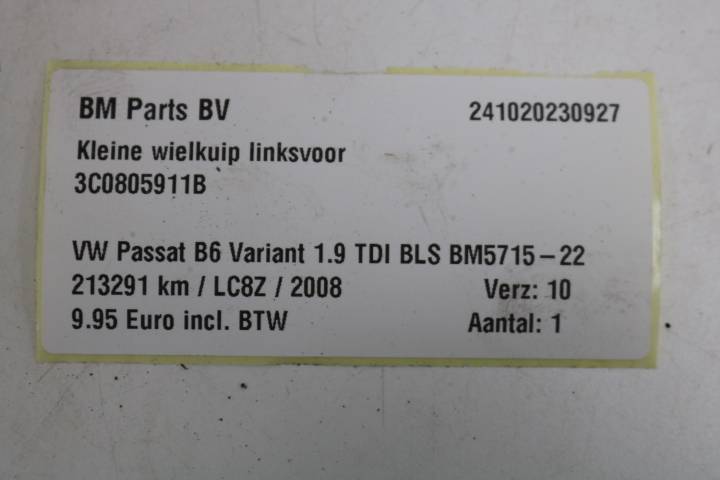 BM Parts BV 241020230927
Kleine wielkuip linksvoor
3C0805911B
VW Passat B6 Variant 1.9 TDI BLS BM5715-22
213291 km / LC8Z / 2008 Verz: 10
9.95 Euro incl. BTW Aantal: 1